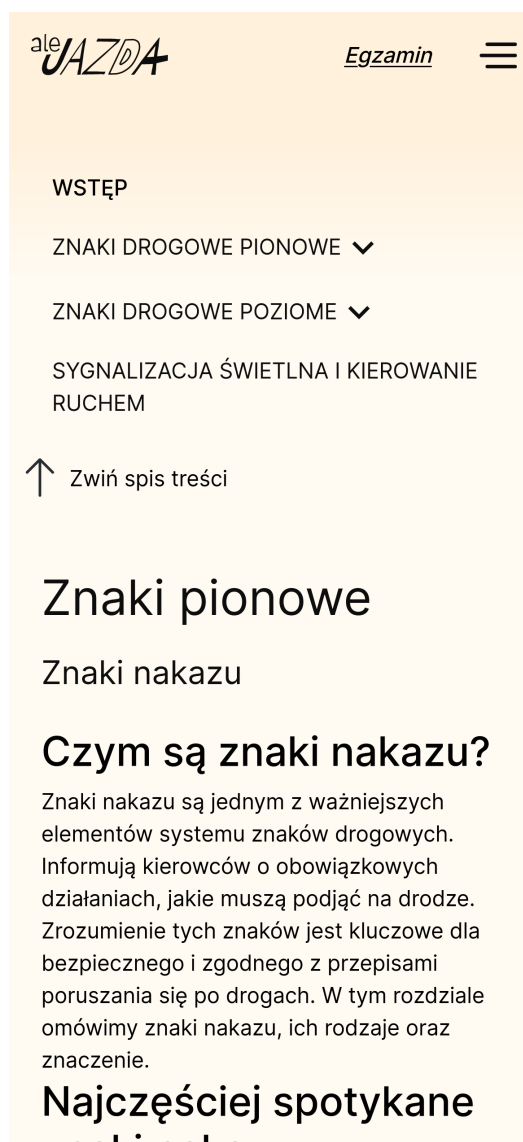 ale
JAZDA
Egzamin
WSTĘP
ZNAKI DROGOWE PIONOWE
ZNAKI DROGOWE POZIOME
SYGNALIZACJA ŚWIETLNA I KIEROWANIE
RUCHEM
Zwiń spis treści
Znaki pionowe
Znaki nakazu
Czym są znaki nakazu?
Znaki nakazu są jednym z ważniejszych
elementów systemu znaków drogowych.
Informują kierowców o obowiązkowych
działaniach, jakie muszą podjąć na drodze.
Zrozumienie tych znaków jest kluczowe dla
bezpiecznego i zgodnego z przepisami
poruszania się po drogach. W tym rozdziale
omówimy znaki nakazu, ich rodzaje oraz
znaczenie.
Najczęściej spotykane